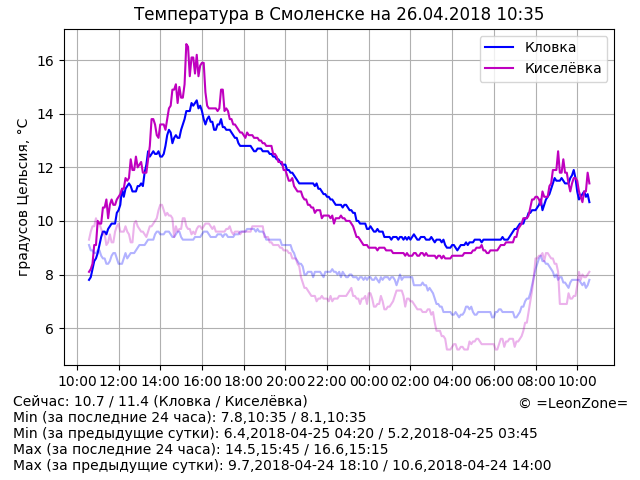 Температура в Смоленске на 26.04.2018 10:35
Кловка
Киселёвка
градусов Цельсия, °C
16
14
12
10
8
6
10:00 12:00 14:00 16:00 18:00 20:00 22:00 00:00 02:00 04:00 06:00 08:00 10:00
Сейчас: 10.7 / 11.4 (Кловка / Киселёвка)
© =LeonZone=
Min (за последние 24 часа): 7.8,10:35 / 8.1,10:35
Min (за предыдущие сутки): 6.4,2018-04-25 04:20 / 5.2,2018-04-25 03:45
Max (за последние 24 часа): 14.5,15:45 / 16.6,15:15
Max (за предыдущие сутки): 9.7,2018-04-24 18:10 / 10.6,2018-04-24 14:00